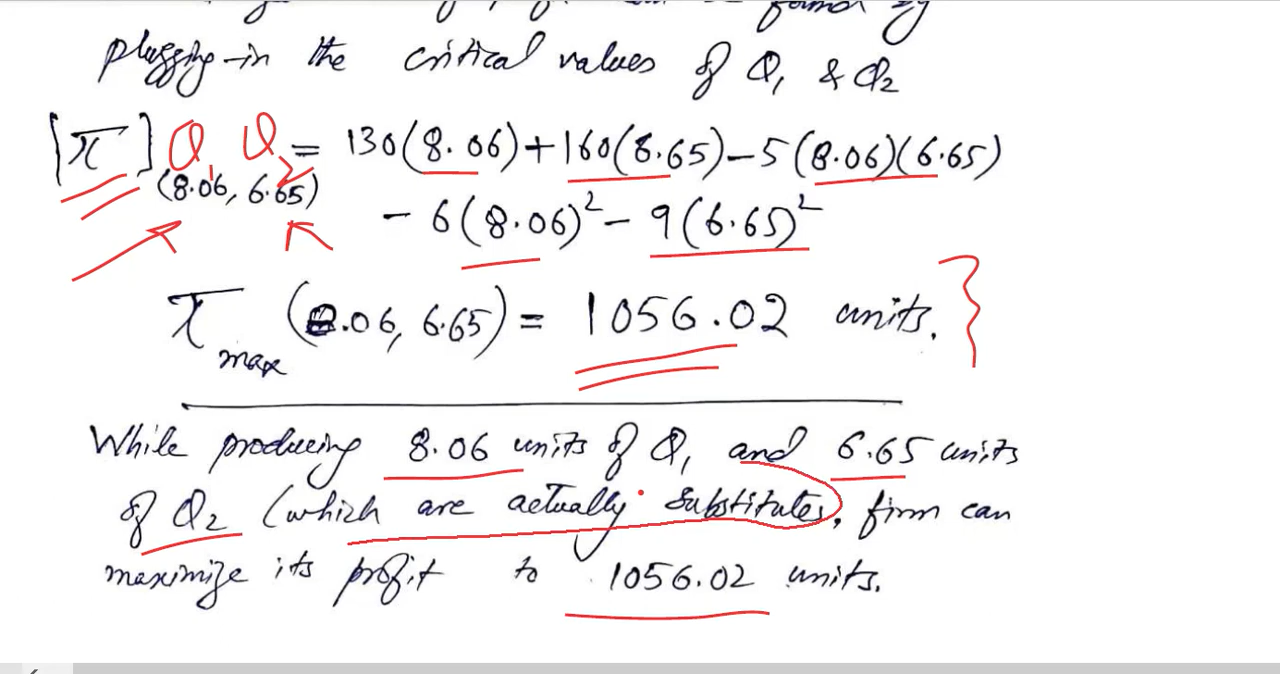 found by
plugging-in the critical values of Q₁ & Q₂
[π] Q₁ Q₂ = 130(8.06)+160(6.65)-5(8.06)(6.65)
(8.06, 6.65)
- 6(8.06)² - 9(6.65)²
π max (8.06, 6.65) = 1056.02 units.
While producing 8.06 units of Q₁ and 6.65 units
of Q₂ (which are actually substitutes, firm can
maximize its profit to 1056.02 units.